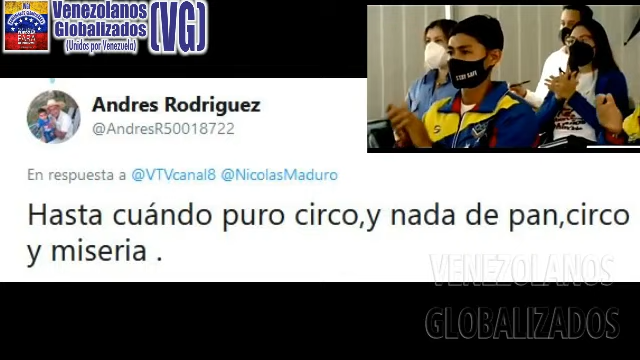 Venezolanos
Globalizados
(Unidos por Venezuela)
(VG)
STAY SAFE
Andres Rodriguez
@AndresR50018722
En respuesta a @VTVcanal8 @NicolasMaduro
Hasta cuándo puro circo,y nada de pan,circo
y miseria .
VENEZOLANOS
GLOBALIZADOS